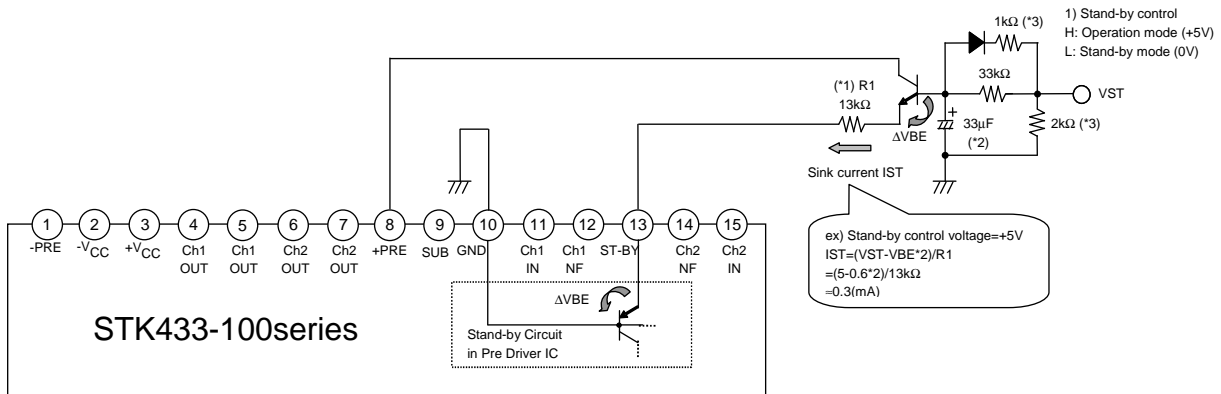 1kΩ (*3)
1) Stand-by control
H: Operation mode (+5V)
L: Stand-by mode (0V)
33kΩ
VST
(*1) R1
13kΩ
ΔVBE
+
33μF
(*2)
2kΩ (*3)
Sink current IST
ex) Stand-by control voltage=+5V
IST=(VST-VBE*2)/R1
=(5-0.6*2)/13kΩ
≈0.3(mA)
1 2 3 4 5 6 7 8 9 10 11 12 13 14 15
-PRE -VCC +VCC Ch1 OUT Ch1 OUT Ch2 OUT Ch2 OUT +PRE SUB GND Ch1 IN Ch1 NF ST-BY Ch2 NF Ch2 IN
ΔVBE
STK433-100series
Stand-by Circuit
in Pre Driver IC